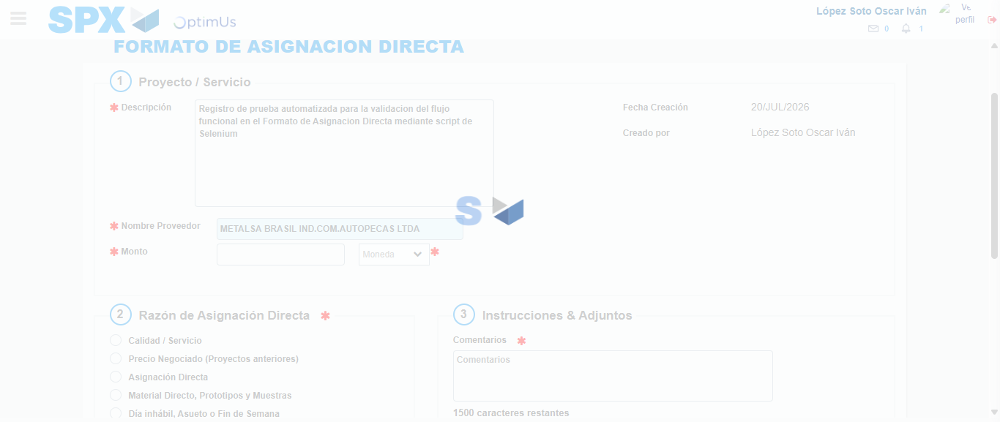 SPX
OptimUs
López Soto Oscar Iván
0
1
Ve
perfil
FORMATO DE ASIGNACION DIRECTA
1 Proyecto / Servicio
Descripción
Registro de prueba automatizada para la validacion del flujo
funcional en el Formato de Asignacion Directa mediante script de
Selenium
Fecha Creación 20/JUL/2026
Creado por López Soto Oscar Iván
S
Nombre Proveedor METALSA BRASIL IND.COM.AUTOPECAS LTDA
Monto Moneda
2 Razón de Asignación Directa
Calidad / Servicio
Precio Negociado (Proyectos anteriores)
Asignación Directa
Material Directo, Prototipos y Muestras
Día inhábil, Asueto o Fin de Semana
3 Instrucciones & Adjuntos
Comentarios
Comentarios
1500 caracteres restantes